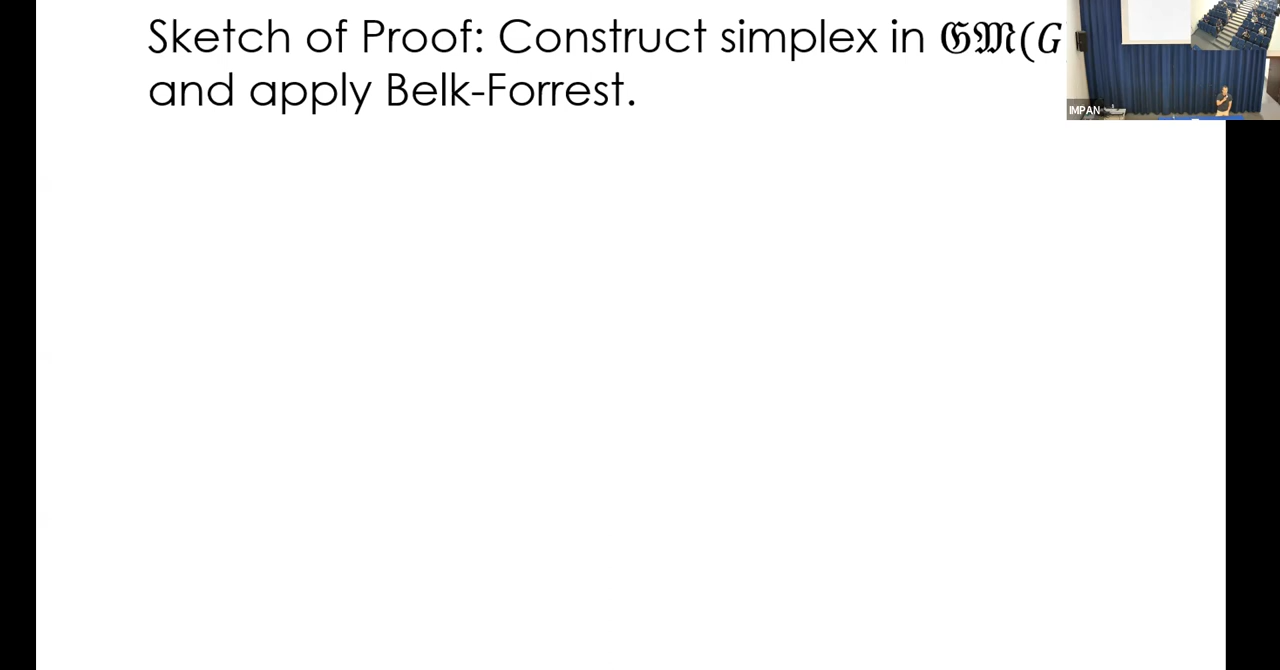 Sketch of Proof: Construct simplex in 𝔊𝔐(G
and apply Belk-Forrest.
IMPAN